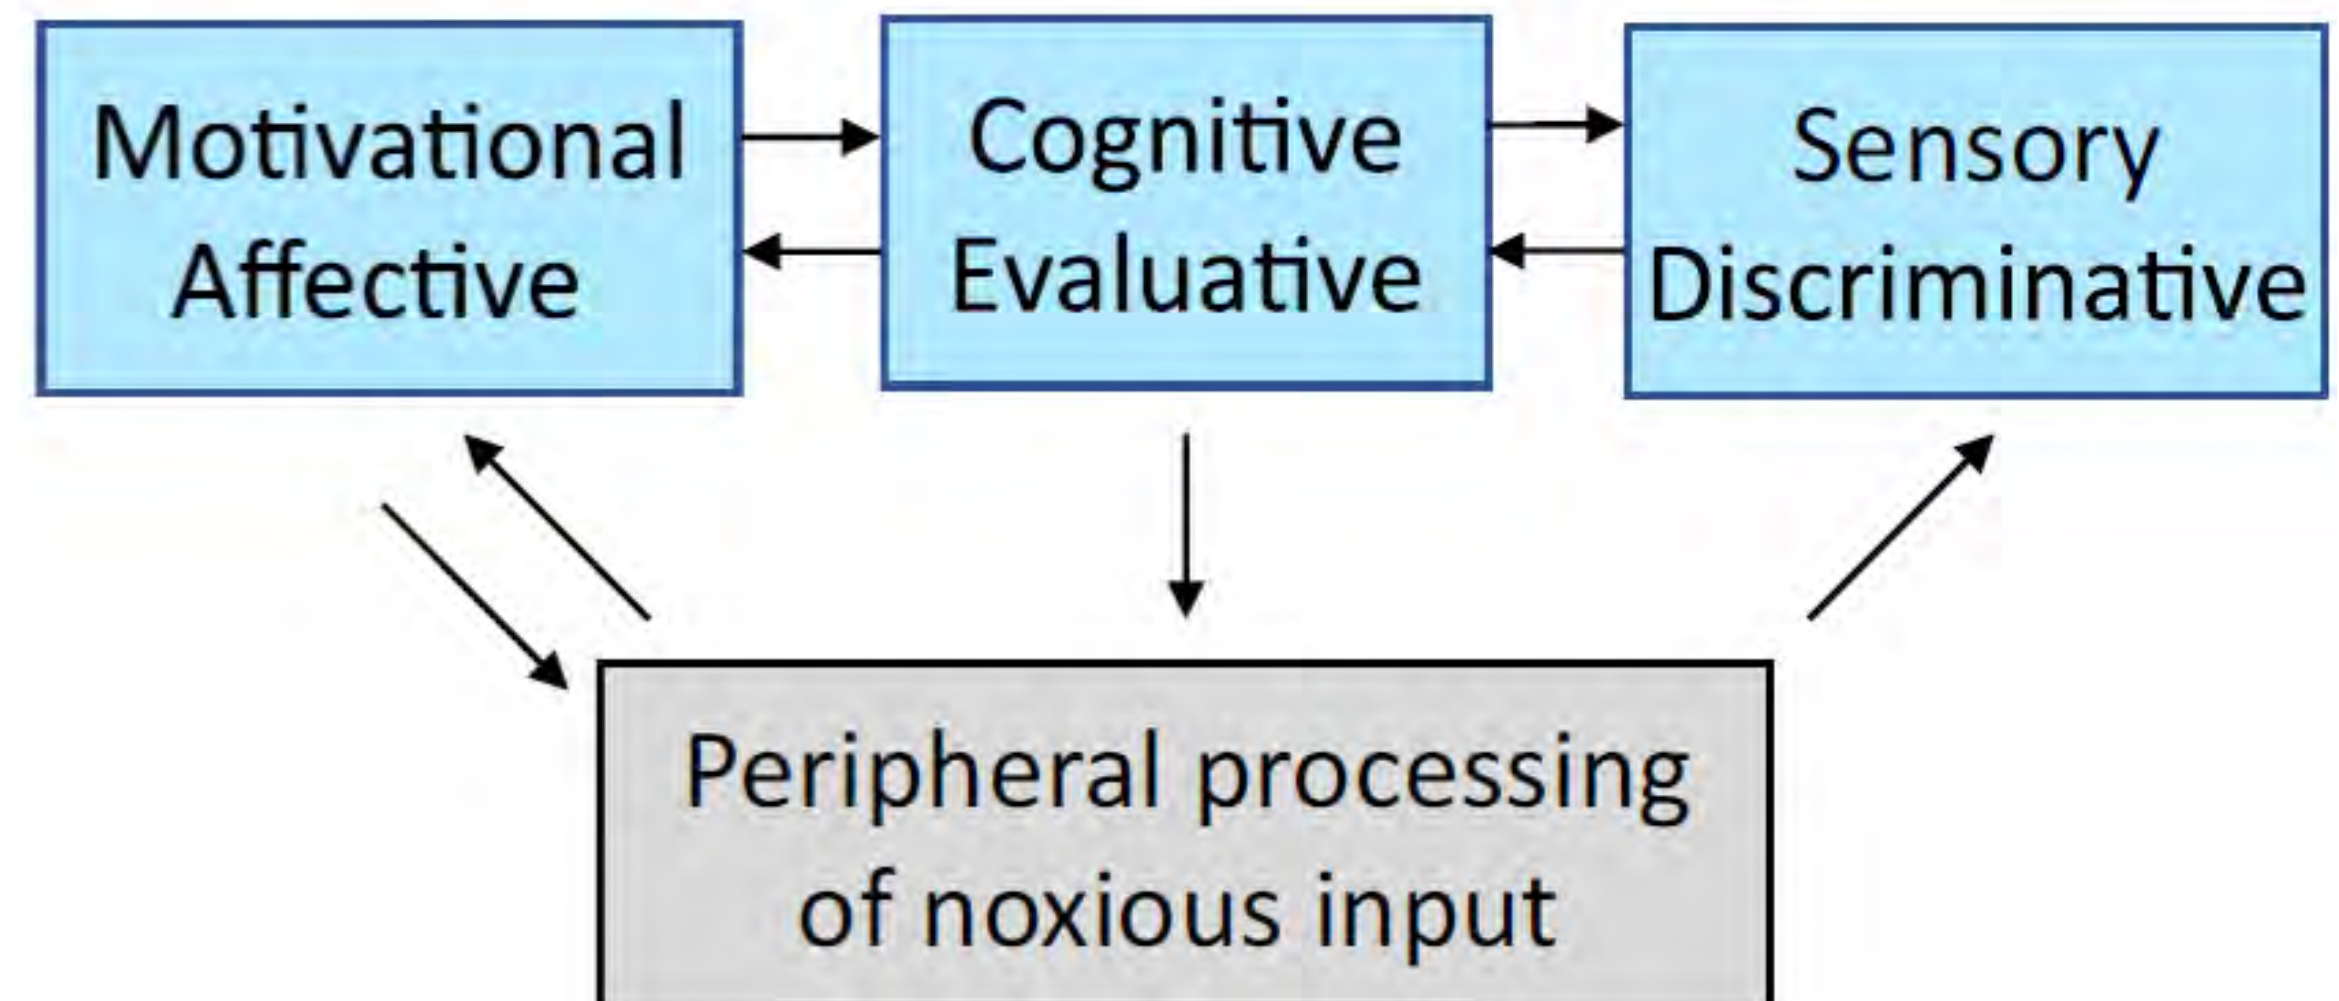 Motivational
Affective
Cognitive
Evaluative
Sensory
Discriminative
Peripheral processing
of noxious input